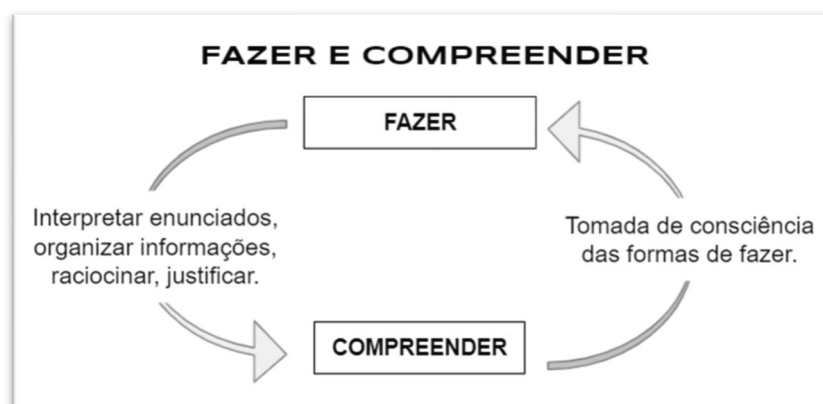 FAZER E COMPREENDER
FAZER
Interpretar enunciados,
organizar informações,
raciocinar, justificar.
Tomada de consciência
das formas de fazer.
COMPREENDER